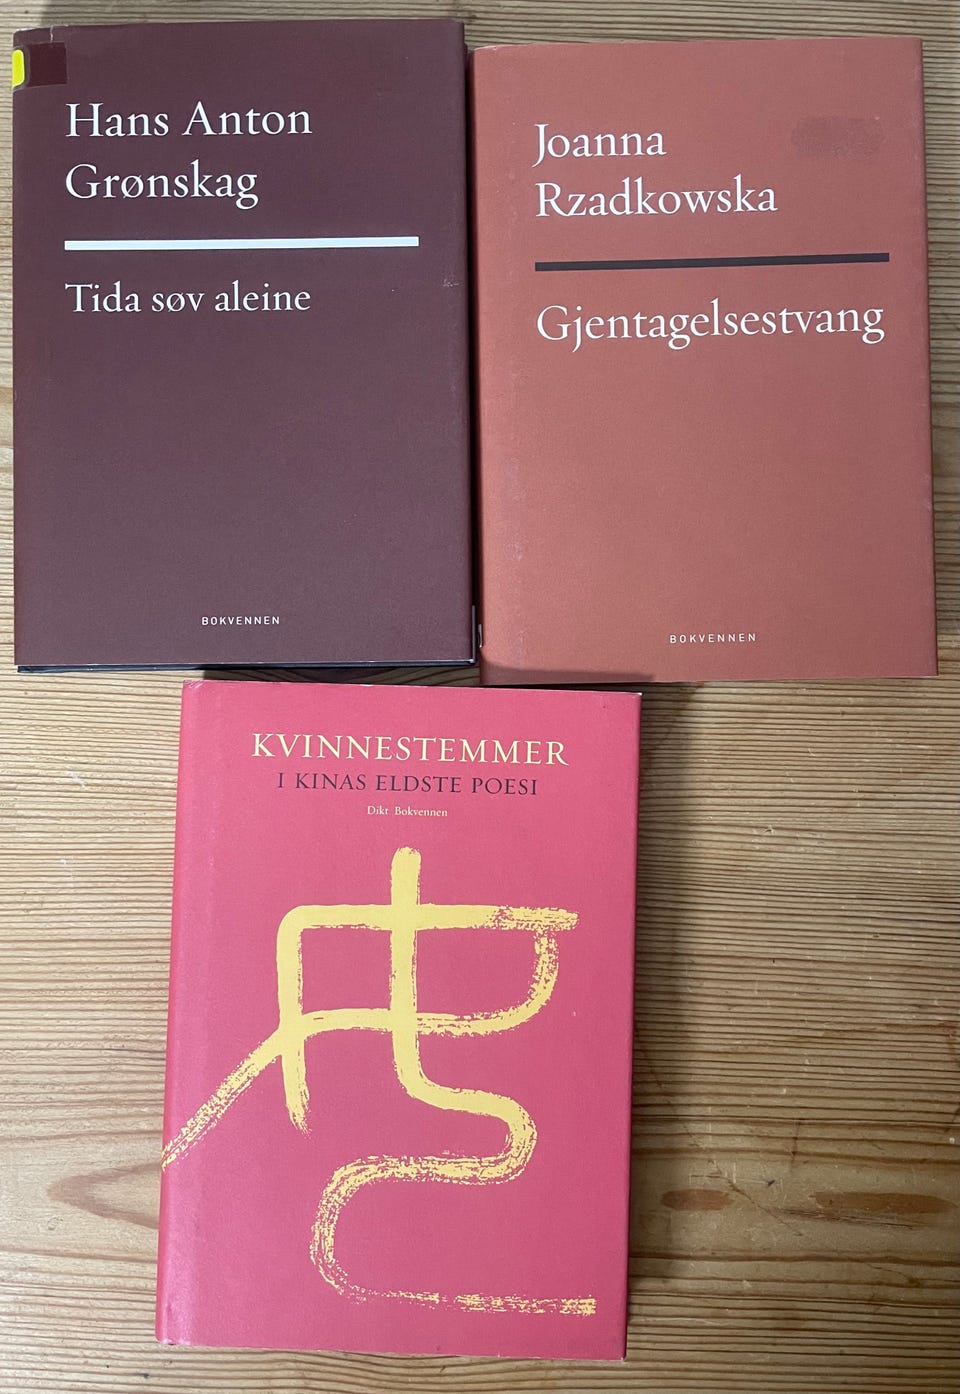 Hans Anton
Grønskag
Tida søv aleine
BOKVENNEN
Joanna
Rzadkowska
Gjentagelsestvang
BOKVENNEN
KVINNESTEMMER
I KINAS ELDSTE POESI
Dikt Bokvennen